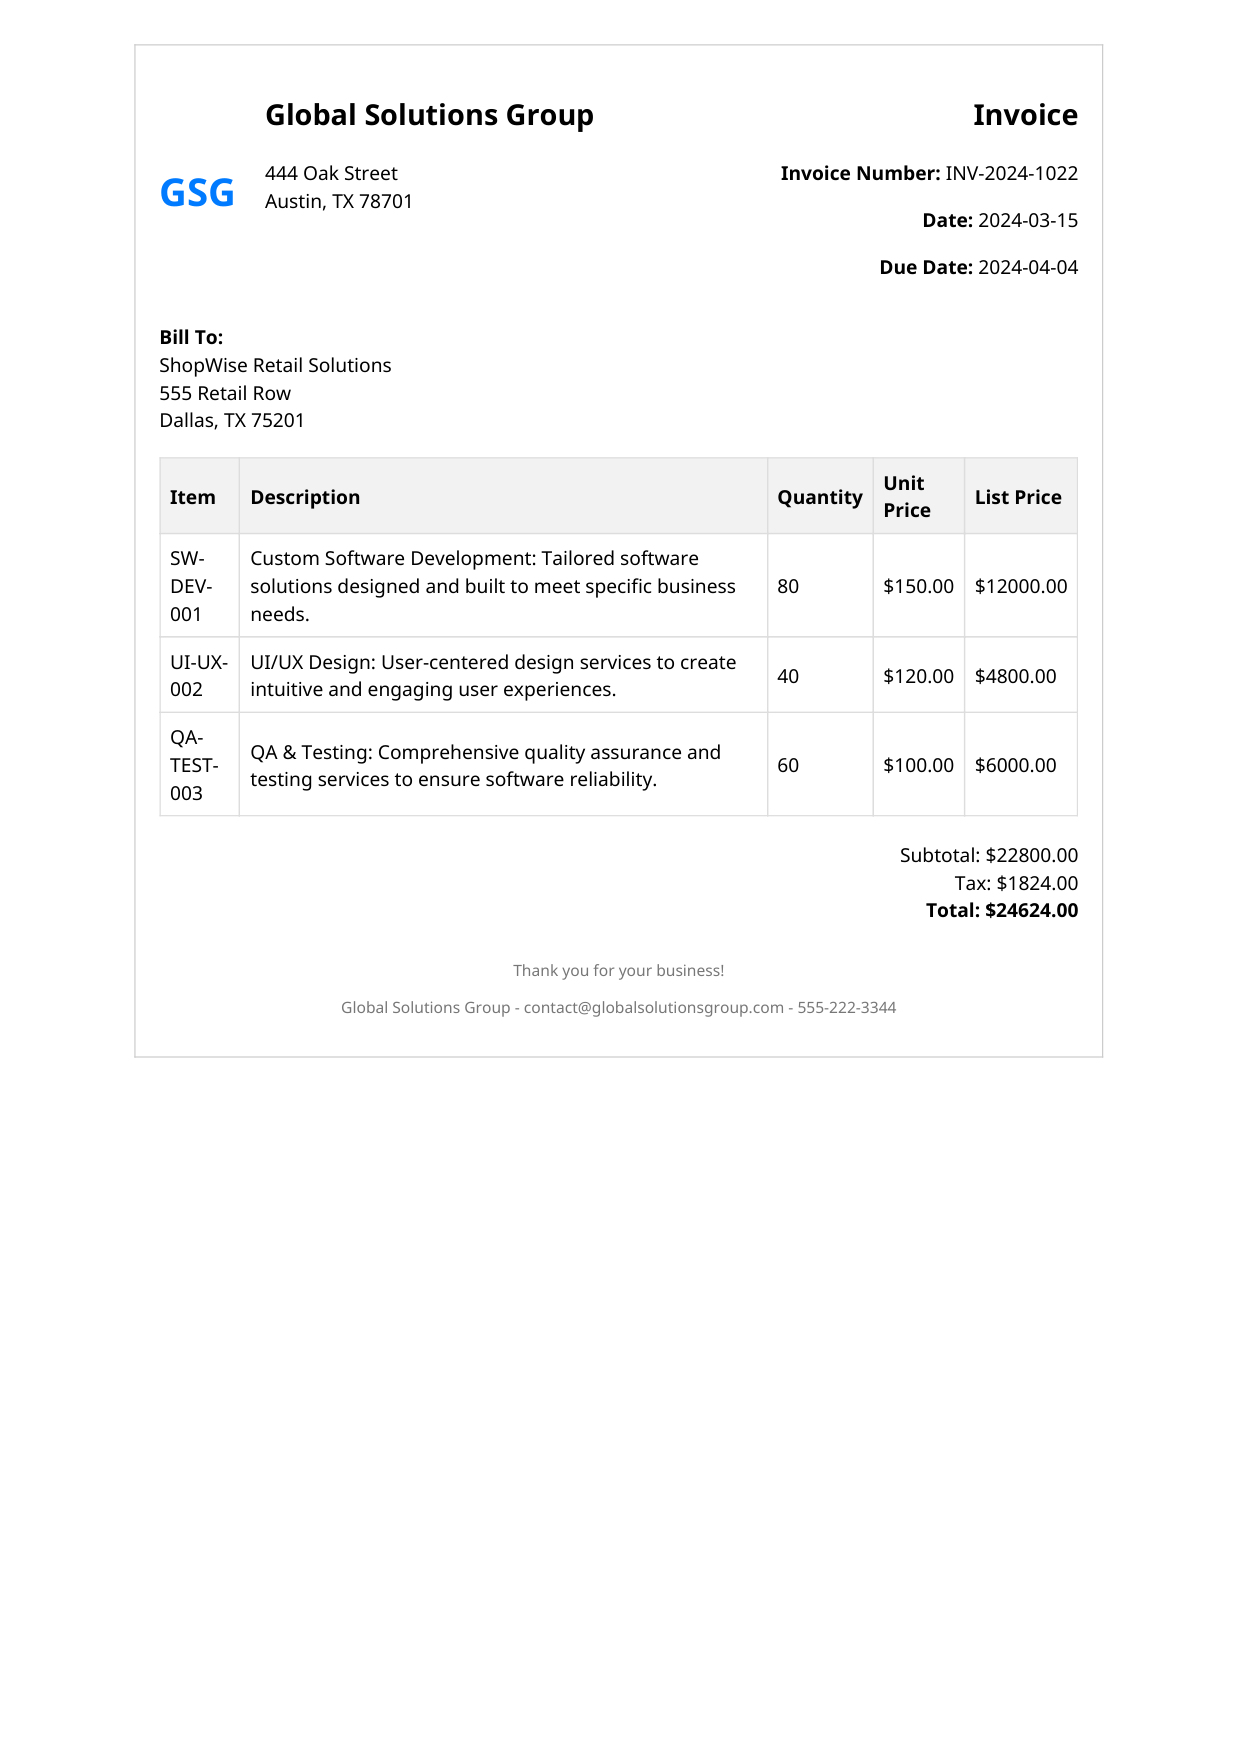 Global Solutions Group
Invoice
GSG
444 Oak Street
Austin, TX 78701
Invoice Number: INV-2024-1022
Date: 2024-03-15
Due Date: 2024-04-04
Bill To:
ShopWise Retail Solutions
555 Retail Row
Dallas, TX 75201
Item Description Quantity Unit Price List Price
SW-
DEV-
001
Custom Software Development: Tailored software
solutions designed and built to meet specific business
needs.
80 $150.00 $12000.00
UI-UX-
002
UI/UX Design: User-centered design services to create
intuitive and engaging user experiences.
40 $120.00 $4800.00
QA-
TEST-
003
QA & Testing: Comprehensive quality assurance and
testing services to ensure software reliability.
60 $100.00 $6000.00
Subtotal: $22800.00
Tax: $1824.00
Total: $24624.00
Thank you for your business!
Global Solutions Group - contact@globalsolutionsgroup.com - 555-222-3344